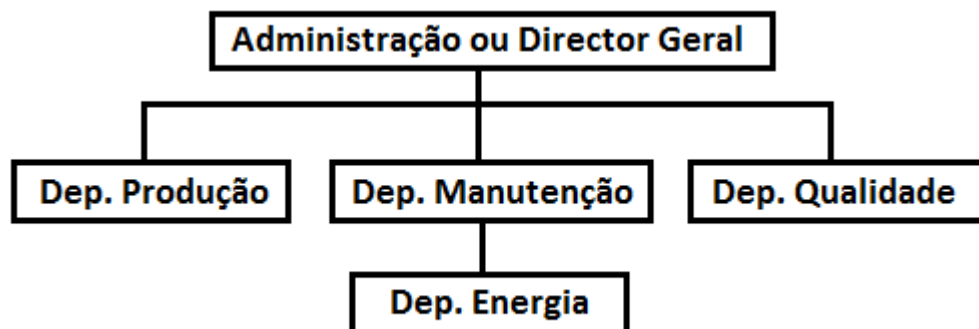 Administração ou Director Geral
Dep. Produção
Dep. Manutenção
Dep. Qualidade
Dep. Energia